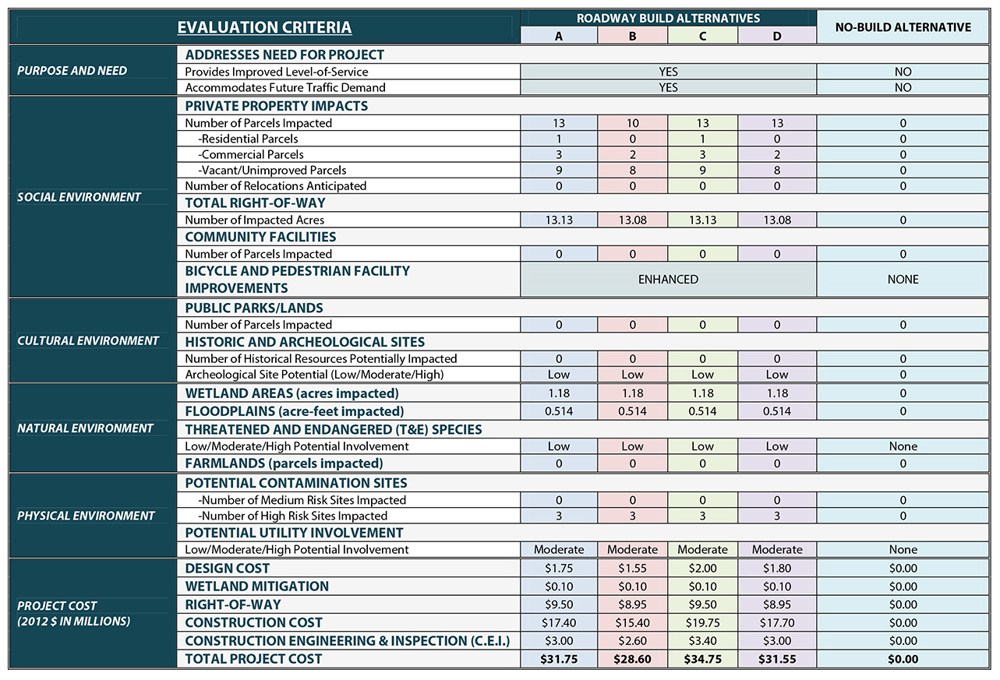 EVALUATION CRITERIA
ROADWAY BUILD ALTERNATIVES
NO-BUILD ALTERNATIVE
A B C D
PURPOSE AND NEED
ADDRESSES NEED FOR PROJECT
Provides Improved Level-of-Service YES NO
Accommodates Future Traffic Demand YES NO
SOCIAL ENVIRONMENT
PRIVATE PROPERTY IMPACTS
Number of Parcels Impacted 13 10 13 13 0
-Residential Parcels 1 0 1 0 0
-Commercial Parcels 3 2 3 2 0
-Vacant/Unimproved Parcels 9 8 9 8 0
Number of Relocations Anticipated 0 0 0 0 0
TOTAL RIGHT-OF-WAY
Number of Impacted Acres 13.13 13.08 13.13 13.08 0
COMMUNITY FACILITIES
Number of Parcels Impacted 0 0 0 0 0
BICYCLE AND PEDESTRIAN FACILITY
IMPROVEMENTS
ENHANCED NONE
CULTURAL ENVIRONMENT
PUBLIC PARKS/LANDS
Number of Parcels Impacted 0 0 0 0 0
HISTORIC AND ARCHEOLOGICAL SITES
Number of Historical Resources Potentially Impacted 0 0 0 0 0
Archeological Site Potential (Low/Moderate/High) Low Low Low Low 0
NATURAL ENVIRONMENT
WETLAND AREAS (acres impacted) 1.18 1.18 1.18 1.18 0
FLOODPLAINS (acre-feet impacted) 0.514 0.514 0.514 0.514 0
THREATENED AND ENDANGERED (T&E) SPECIES
Low/Moderate/High Potential Involvement Low Low Low Low None
FARMLANDS (parcels impacted) 0 0 0 0 0
PHYSICAL ENVIRONMENT
POTENTIAL CONTAMINATION SITES
-Number of Medium Risk Sites Impacted 0 0 0 0 0
-Number of High Risk Sites Impacted 3 3 3 3 0
POTENTIAL UTILITY INVOLVEMENT
Low/Moderate/High Potential Involvement Moderate Moderate Moderate Moderate None
PROJECT COST
(2012 $ IN MILLIONS)
DESIGN COST $1.75 $1.55 $2.00 $1.80 $0.00
WETLAND MITIGATION $0.10 $0.10 $0.10 $0.10 $0.00
RIGHT-OF-WAY $9.50 $8.95 $9.50 $8.95 $0.00
CONSTRUCTION COST $17.40 $15.40 $19.75 $17.70 $0.00
CONSTRUCTION ENGINEERING & INSPECTION (C.E.I.) $3.00 $2.60 $3.40 $3.00 $0.00
TOTAL PROJECT COST $31.75 $28.60 $34.75 $31.55 $0.00